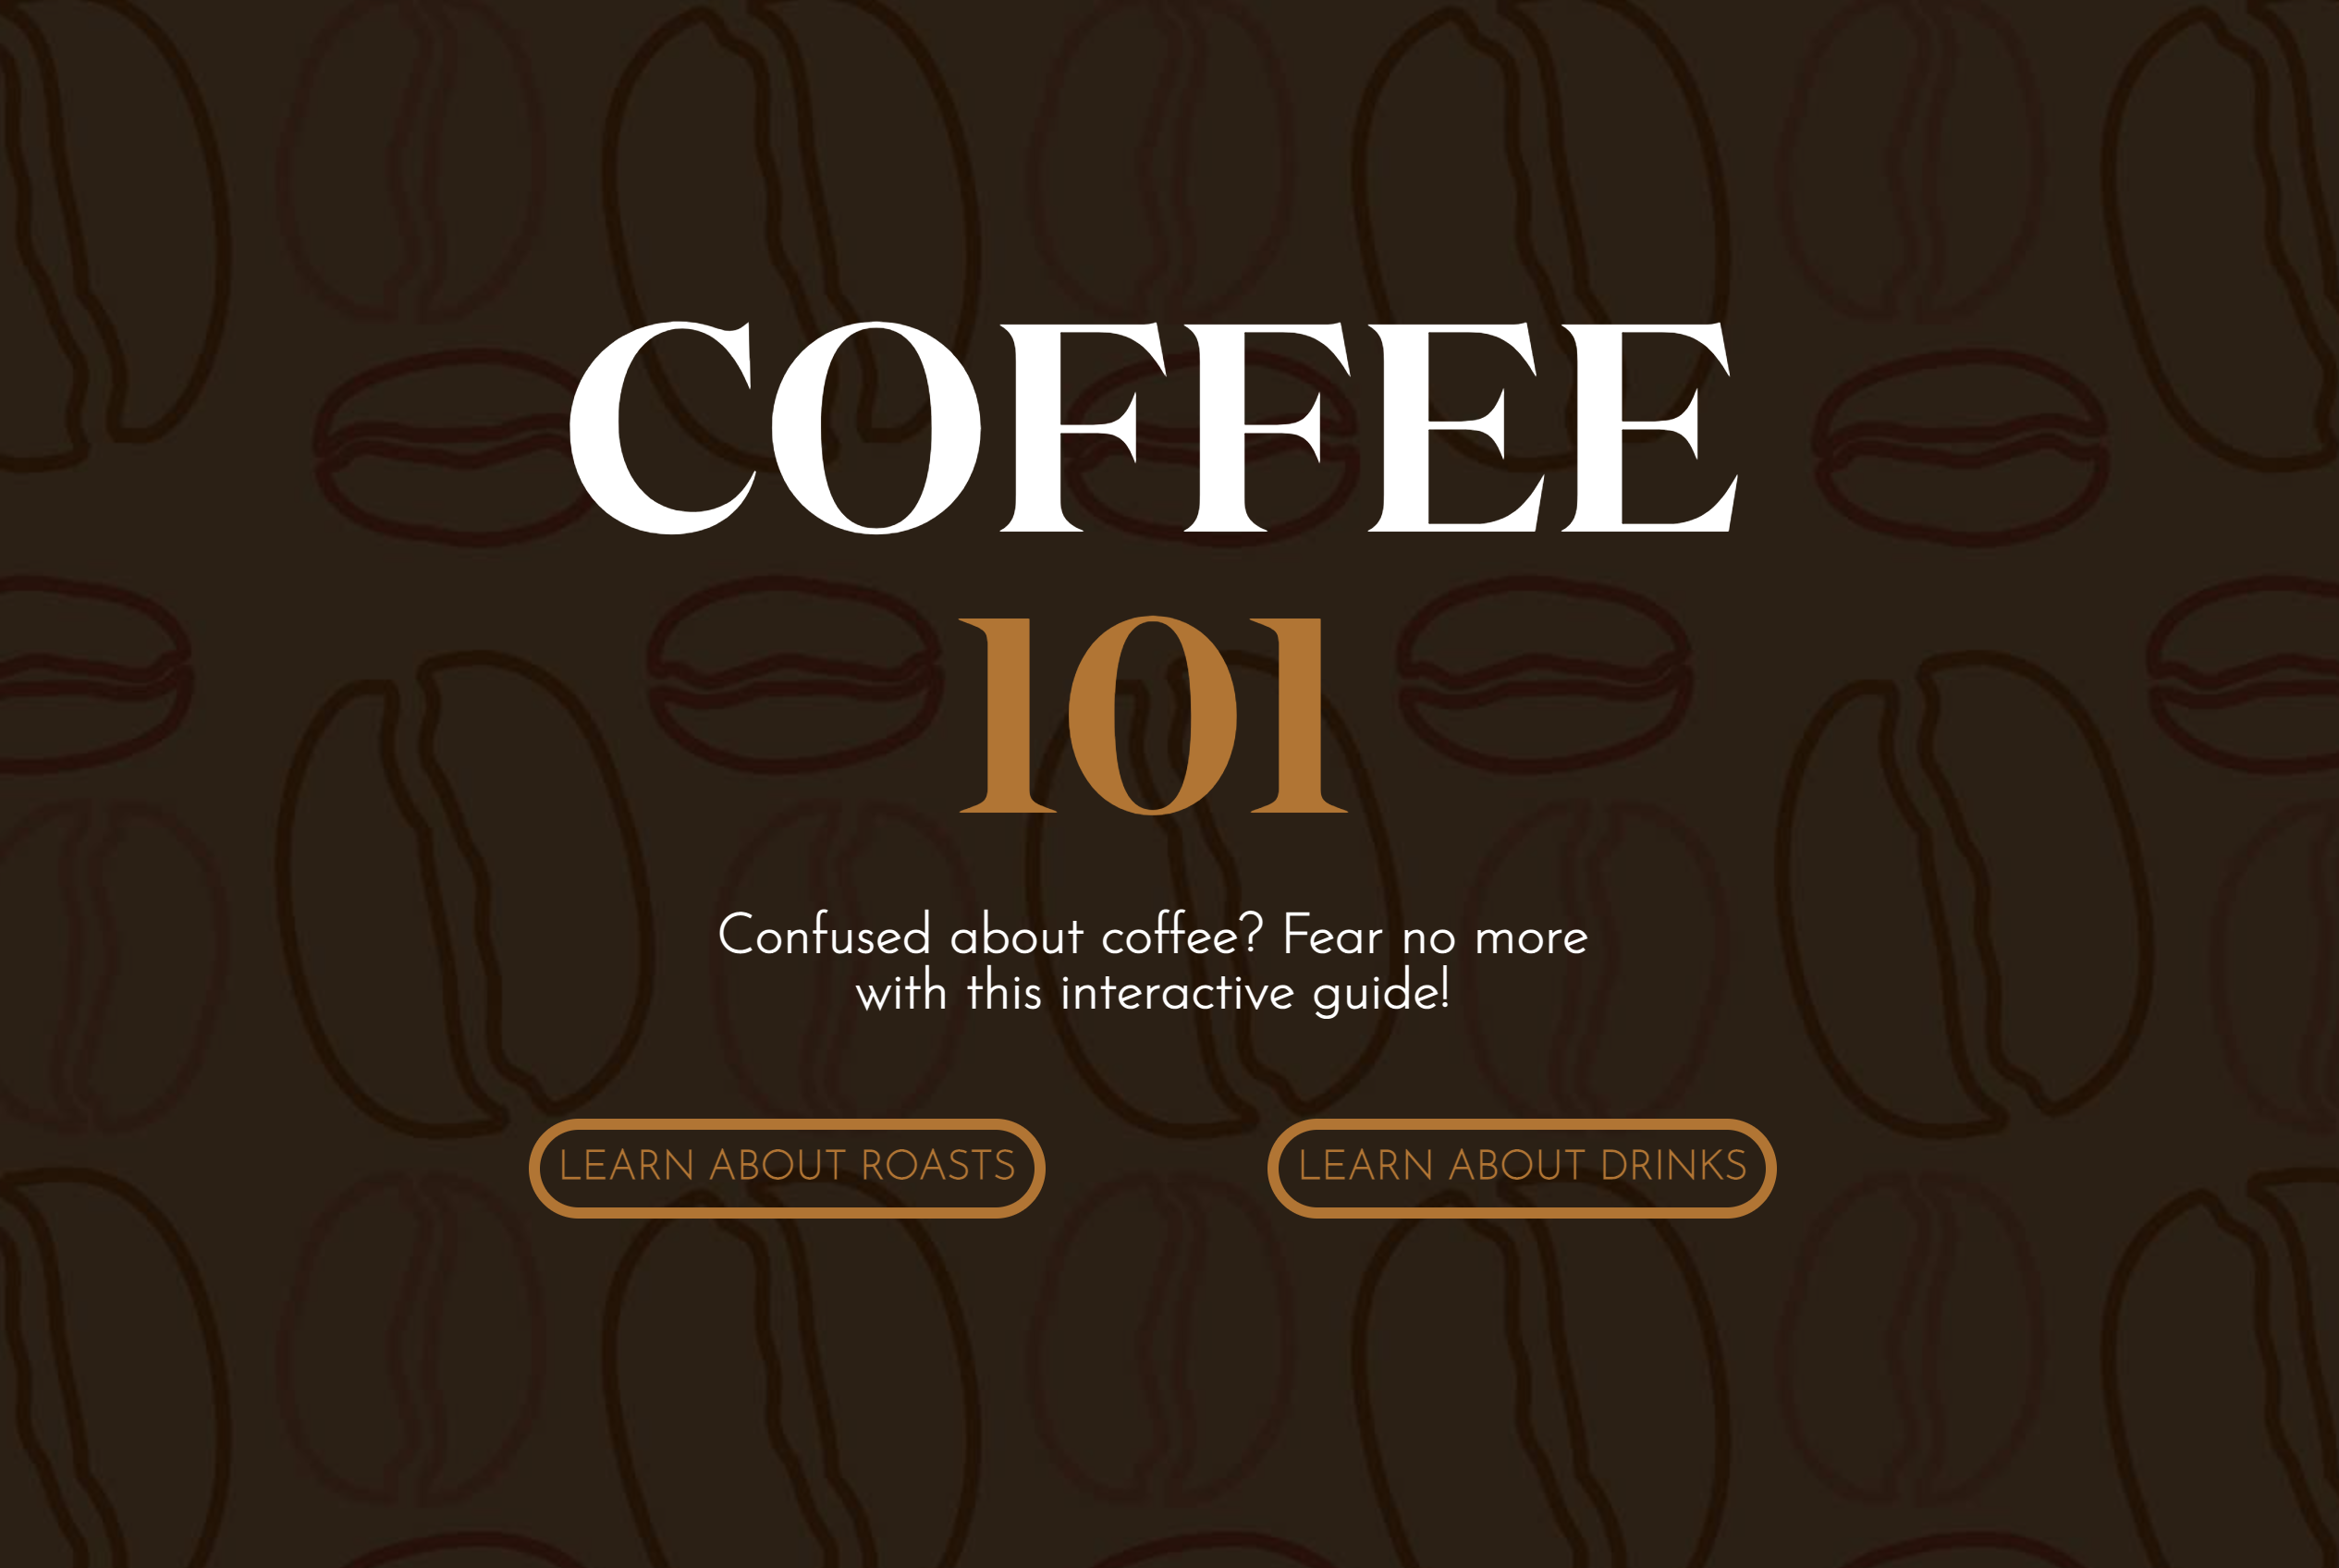 COFFEE
101
Confused about coffee? Fear no more
with this interactive guide!
LEARN ABOUT ROASTS
LEARN ABOUT DRINKS